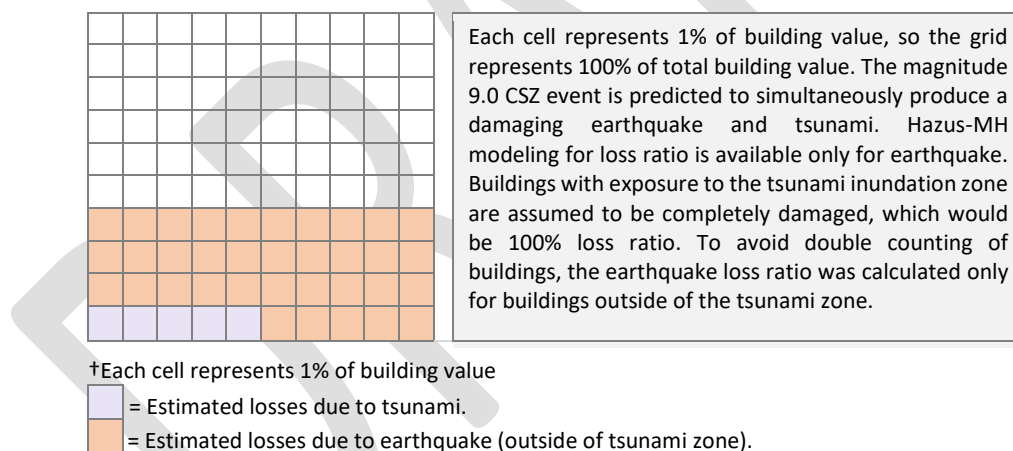 Each cell represents 1% of building value, so the grid
represents 100% of total building value. The magnitude
9.0 CSZ event is predicted to simultaneously produce a
damaging earthquake and tsunami. Hazus-MH
modeling for loss ratio is available only for earthquake.
Buildings with exposure to the tsunami inundation zone
are assumed to be completely damaged, which would
be 100% loss ratio. To avoid double counting of
buildings, the earthquake loss ratio was calculated only
for buildings outside of the tsunami zone.
†Each cell represents 1% of building value
= Estimated losses due to tsunami.
= Estimated losses due to earthquake (outside of tsunami zone).